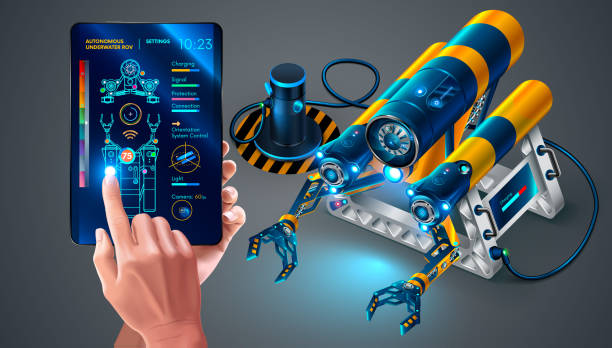 AUTONOMOUS
UNDERWATER ROV
SETTINGS
10:23
Charging
Signal
Protection
Connection
Orientation
System Control
75
Light
Camera: 60